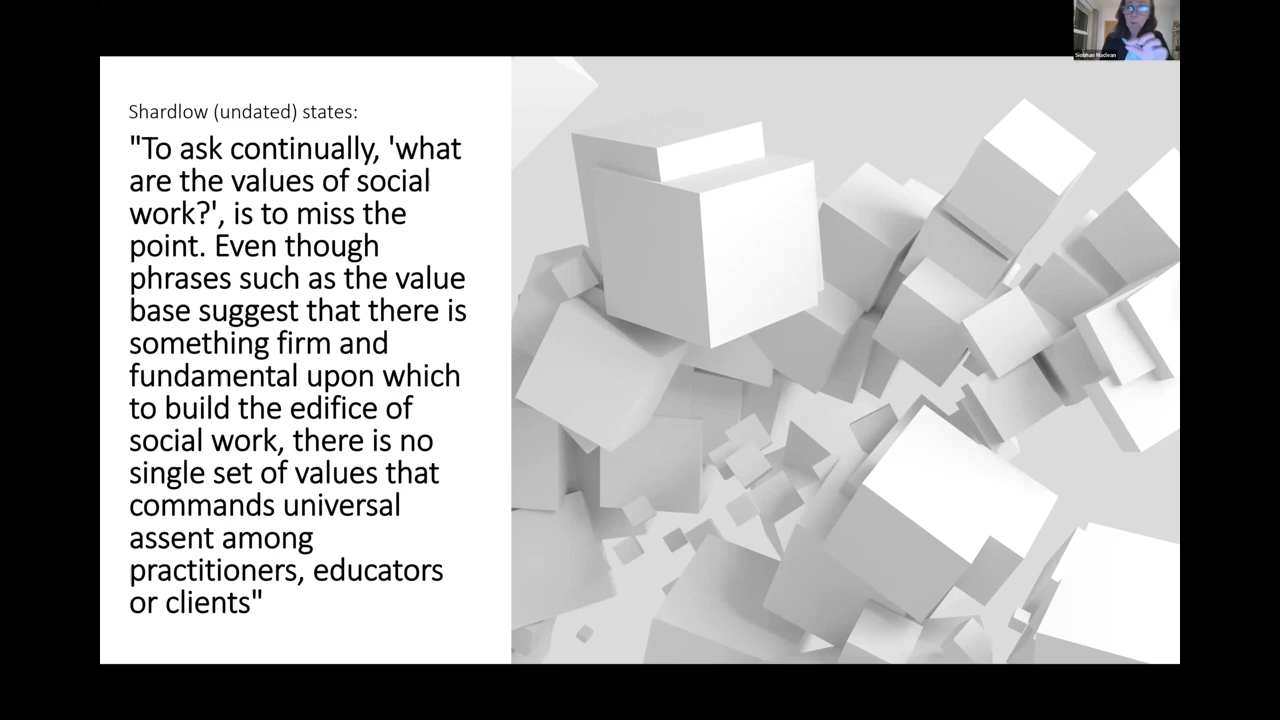 Siobhan Maclean
Shardlow (undated) states:
"To ask continually, 'what
are the values of social
work?', is to miss the
point. Even though
phrases such as the value
base suggest that there is
something firm and
fundamental upon which
to build the edifice of
social work, there is no
single set of values that
commands universal
assent among
practitioners, educators
or clients"